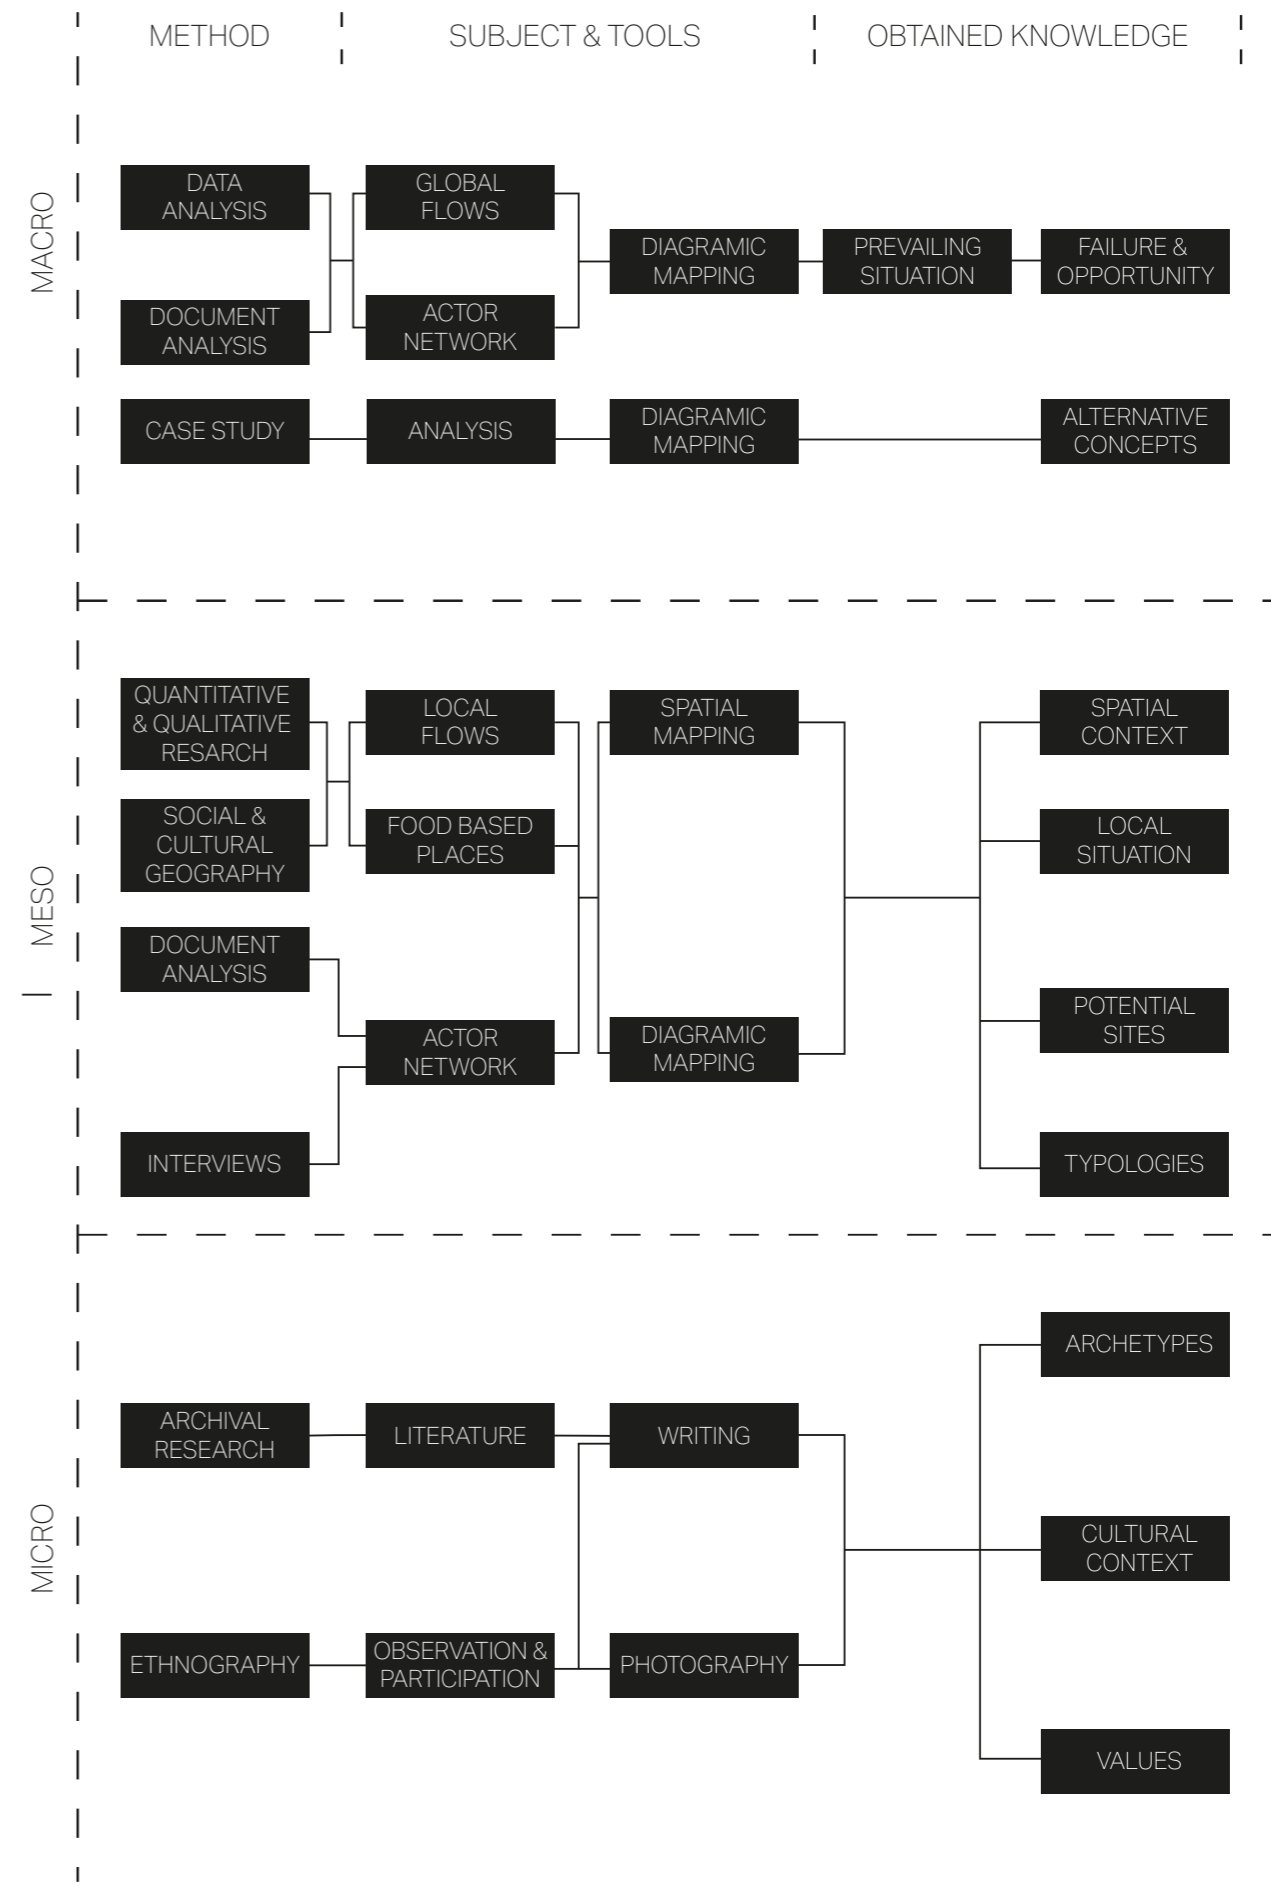 METHOD
SUBJECT & TOOLS
OBTAINED KNOWLEDGE
MACRO
DATA
ANALYSIS
GLOBAL
FLOWS
DIAGRAMIC
MAPPING
PREVAILING
SITUATION
FAILURE &
OPPORTUNITY
DOCUMENT
ANALYSIS
ACTOR
NETWORK
CASE STUDY
ANALYSIS
DIAGRAMIC
MAPPING
ALTERNATIVE
CONCEPTS
MESO
QUANTITATIVE
& QUALITATIVE
RESARCH
LOCAL
FLOWS
SPATIAL
MAPPING
SPATIAL
CONTEXT
SOCIAL &
CULTURAL
GEOGRAPHY
FOOD BASED
PLACES
LOCAL
SITUATION
DOCUMENT
ANALYSIS
ACTOR
NETWORK
DIAGRAMIC
MAPPING
POTENTIAL
SITES
INTERVIEWS
TYPOLOGIES
MICRO
ARCHETYPES
ARCHIVAL
RESEARCH
LITERATURE
WRITING
CULTURAL
CONTEXT
ETHNOGRAPHY
OBSERVATION &
PARTICIPATION
PHOTOGRAPHY
VALUES